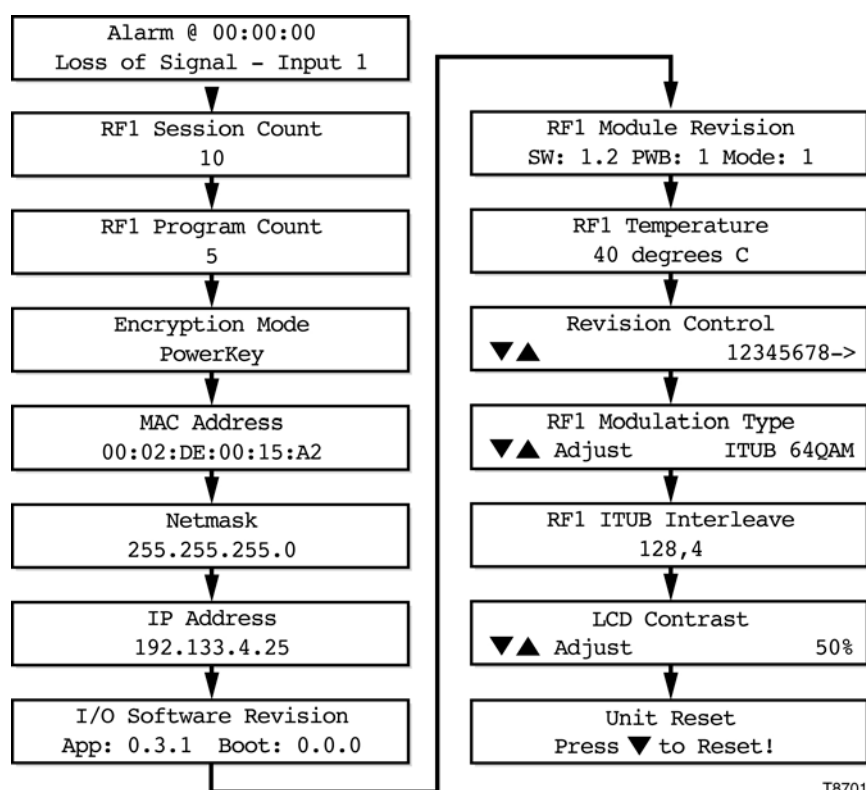 Alarm @ 00:00:00
Loss of Signal - Input 1
RF1 Session Count
10
RF1 Program Count
5
Encryption Mode
PowerKey
MAC Address
00:02:DE:00:15:A2
Netmask
255.255.255.0
IP Address
192.133.4.25
I/O Software Revision
App: 0.3.1 Boot: 0.0.0
RF1 Module Revision
SW: 1.2 PWB: 1 Mode: 1
RF1 Temperature
40 degrees C
Revision Control
▼▲ 12345678->
RF1 Modulation Type
▼▲ Adjust ITUB 64QAM
RF1 ITUB Interleave
128,4
LCD Contrast
▼▲ Adjust 50%
Unit Reset
Press ▼ to Reset!
T8701